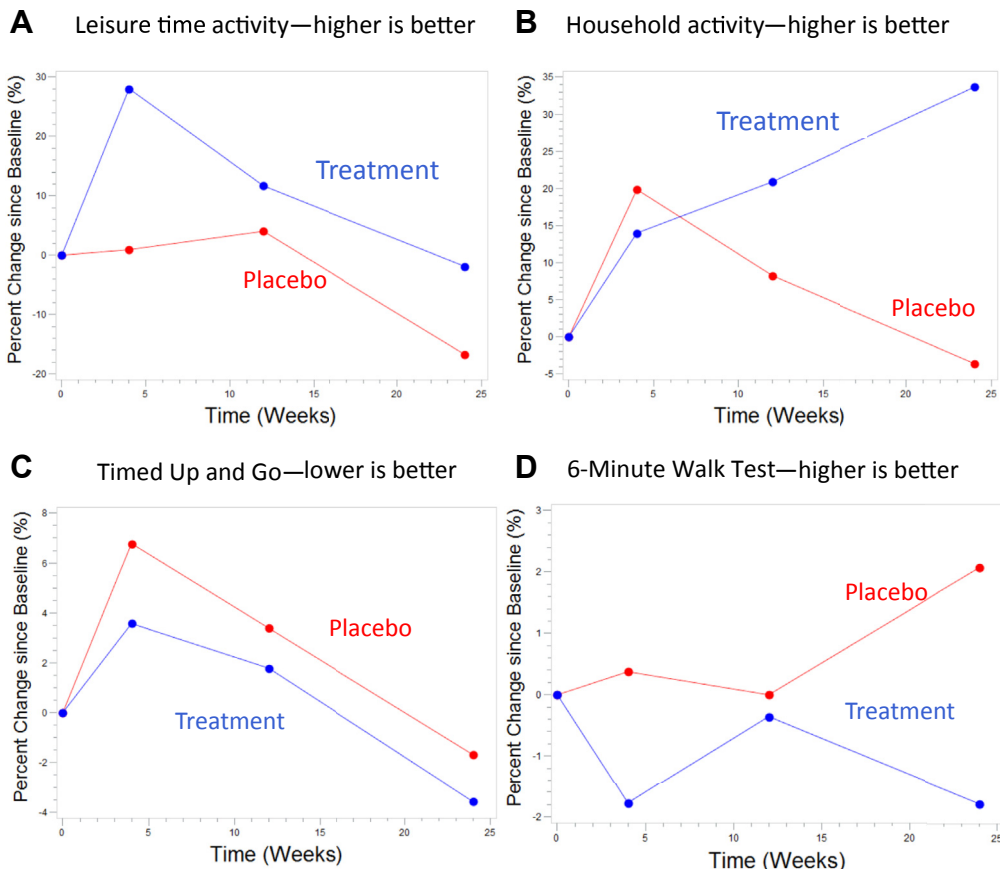 A Leisure time activity—higher is better
Percent Change since Baseline (%)
30
20
10
0
-10
-20
Treatment
Placebo
0 5 10 15 20 25
Time (Weeks)
B Household activity—higher is better
Percent Change since Baseline (%)
35
30
25
20
15
10
5
0
-5
Treatment
Placebo
0 5 10 15 20 25
Time (Weeks)
C Timed Up and Go—lower is better
Percent Change since Baseline (%)
8
6
4
2
0
-2
-4
Placebo
Treatment
0 5 10 15 20 25
Time (Weeks)
D 6-Minute Walk Test—higher is better
Percent Change since Baseline (%)
3
2
1
0
-1
-2
Placebo
Treatment
0 5 10 15 20 25
Time (Weeks)